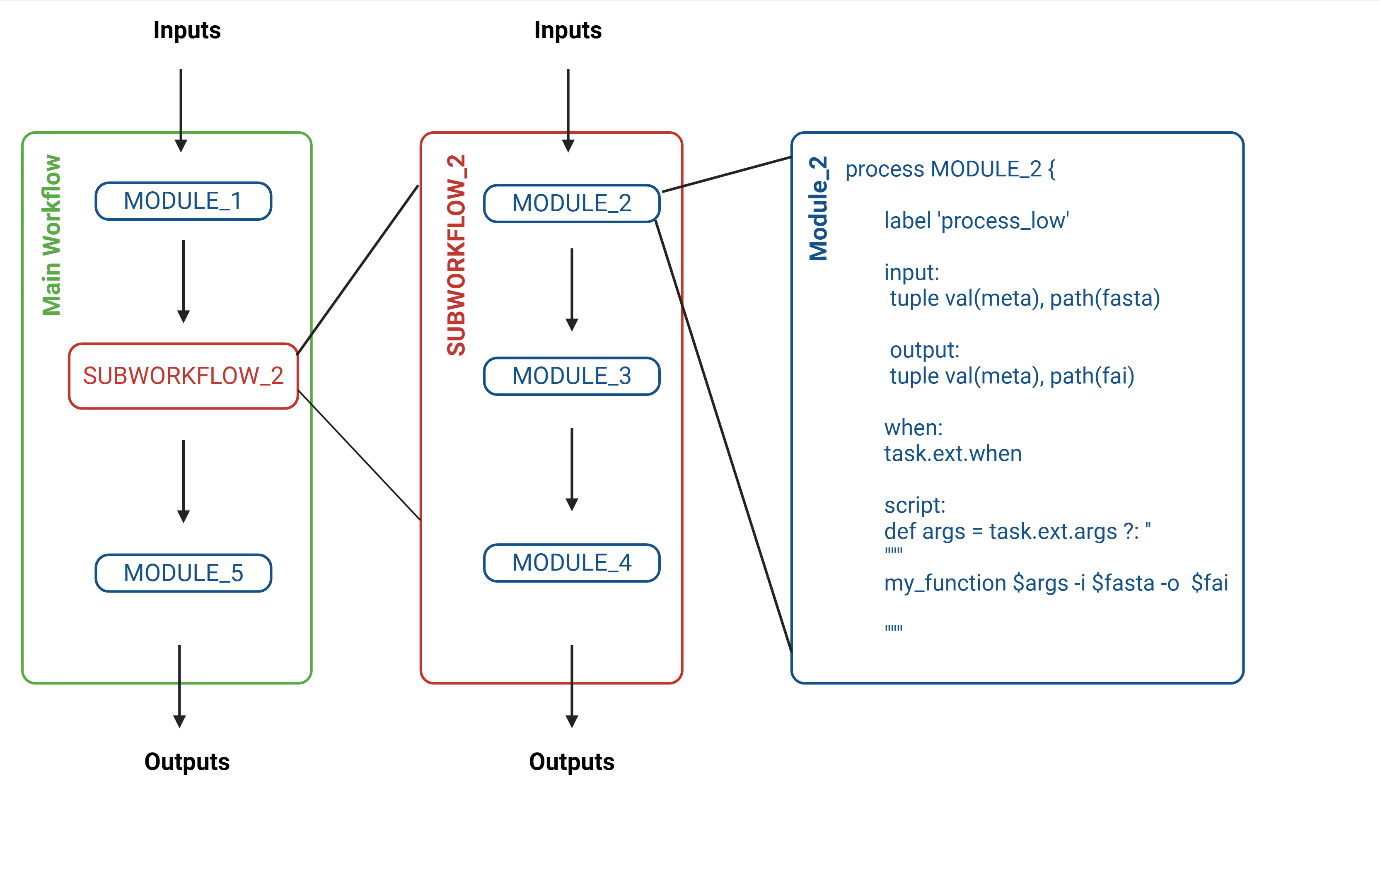 Inputs
Main Workflow
MODULE_1
SUBWORKFLOW_2
MODULE_5
Outputs
Inputs
SUBWORKFLOW_2
MODULE_2
MODULE_3
MODULE_4
Outputs
Module_2
process MODULE_2 {
label 'process_low'
input:
tuple val(meta), path(fasta)
output:
tuple val(meta), path(fai)
when:
task.ext.when
script:
def args = task.ext.args ?: ''
"""
my_function $args -i $fasta -o  $fai
"""